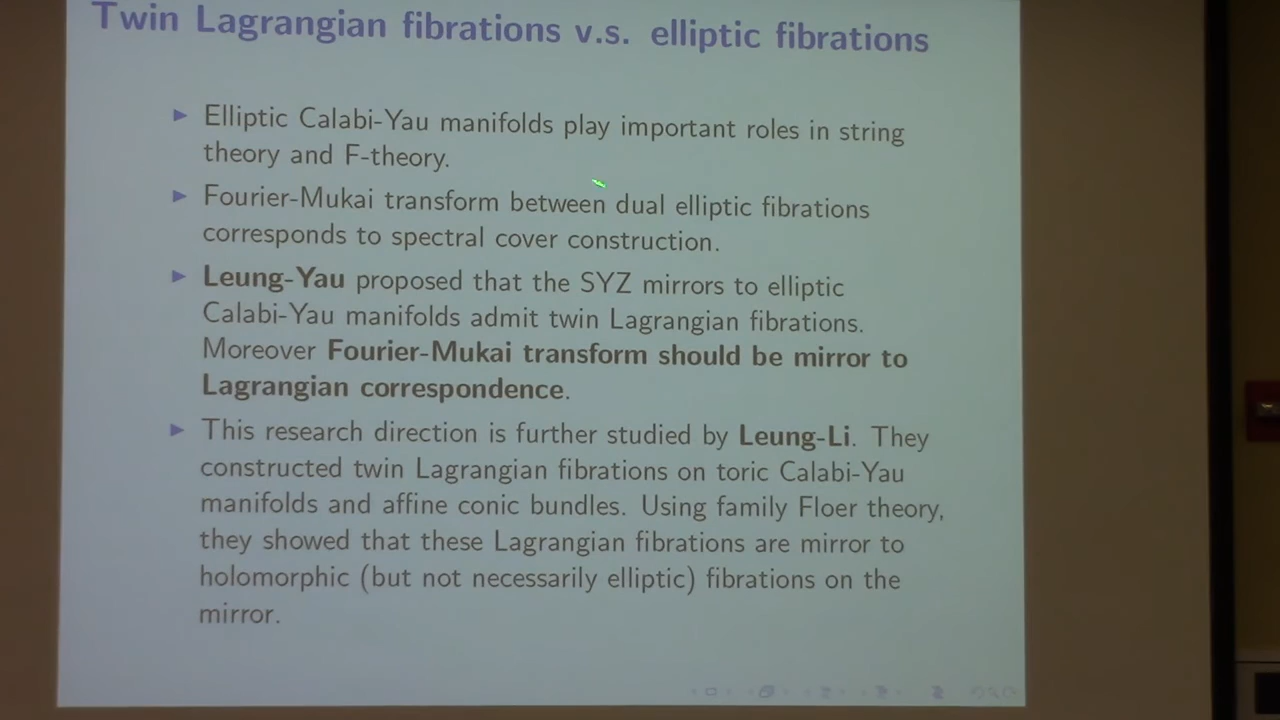 Twin Lagrangian fibrations v.s. elliptic fibrations
Elliptic Calabi-Yau manifolds play important roles in string
theory and F-theory.
Fourier-Mukai transform between dual elliptic fibrations
corresponds to spectral cover construction.
Leung-Yau proposed that the SYZ mirrors to elliptic
Calabi-Yau manifolds admit twin Lagrangian fibrations.
Moreover Fourier-Mukai transform should be mirror to
Lagrangian correspondence.
This research direction is further studied by Leung-Li. They
constructed twin Lagrangian fibrations on toric Calabi-Yau
manifolds and affine conic bundles. Using family Floer theory,
they showed that these Lagrangian fibrations are mirror to
holomorphic (but not necessarily elliptic) fibrations on the
mirror.